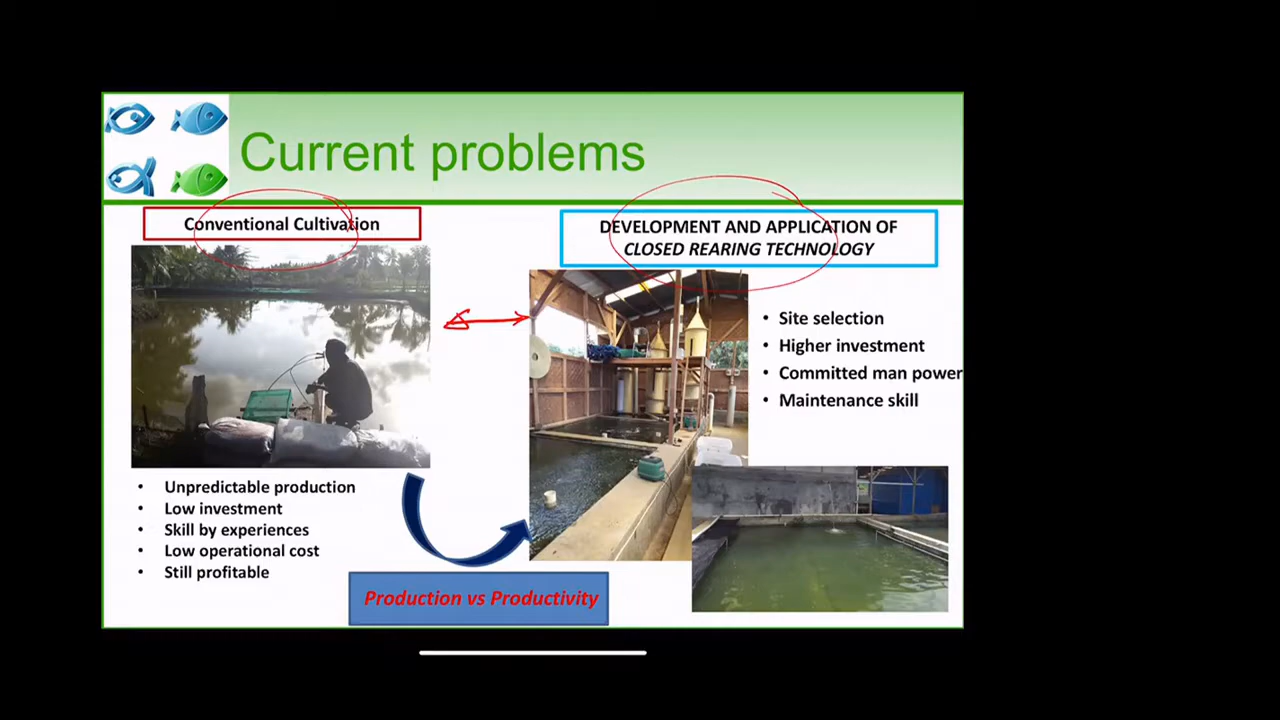 Current problems
Conventional Cultivation
Unpredictable production
Low investment
Skill by experiences
Low operational cost
Still profitable
DEVELOPMENT AND APPLICATION OF
CLOSED REARING TECHNOLOGY
Site selection
Higher investment
Committed man power
Maintenance skill
Production vs Productivity